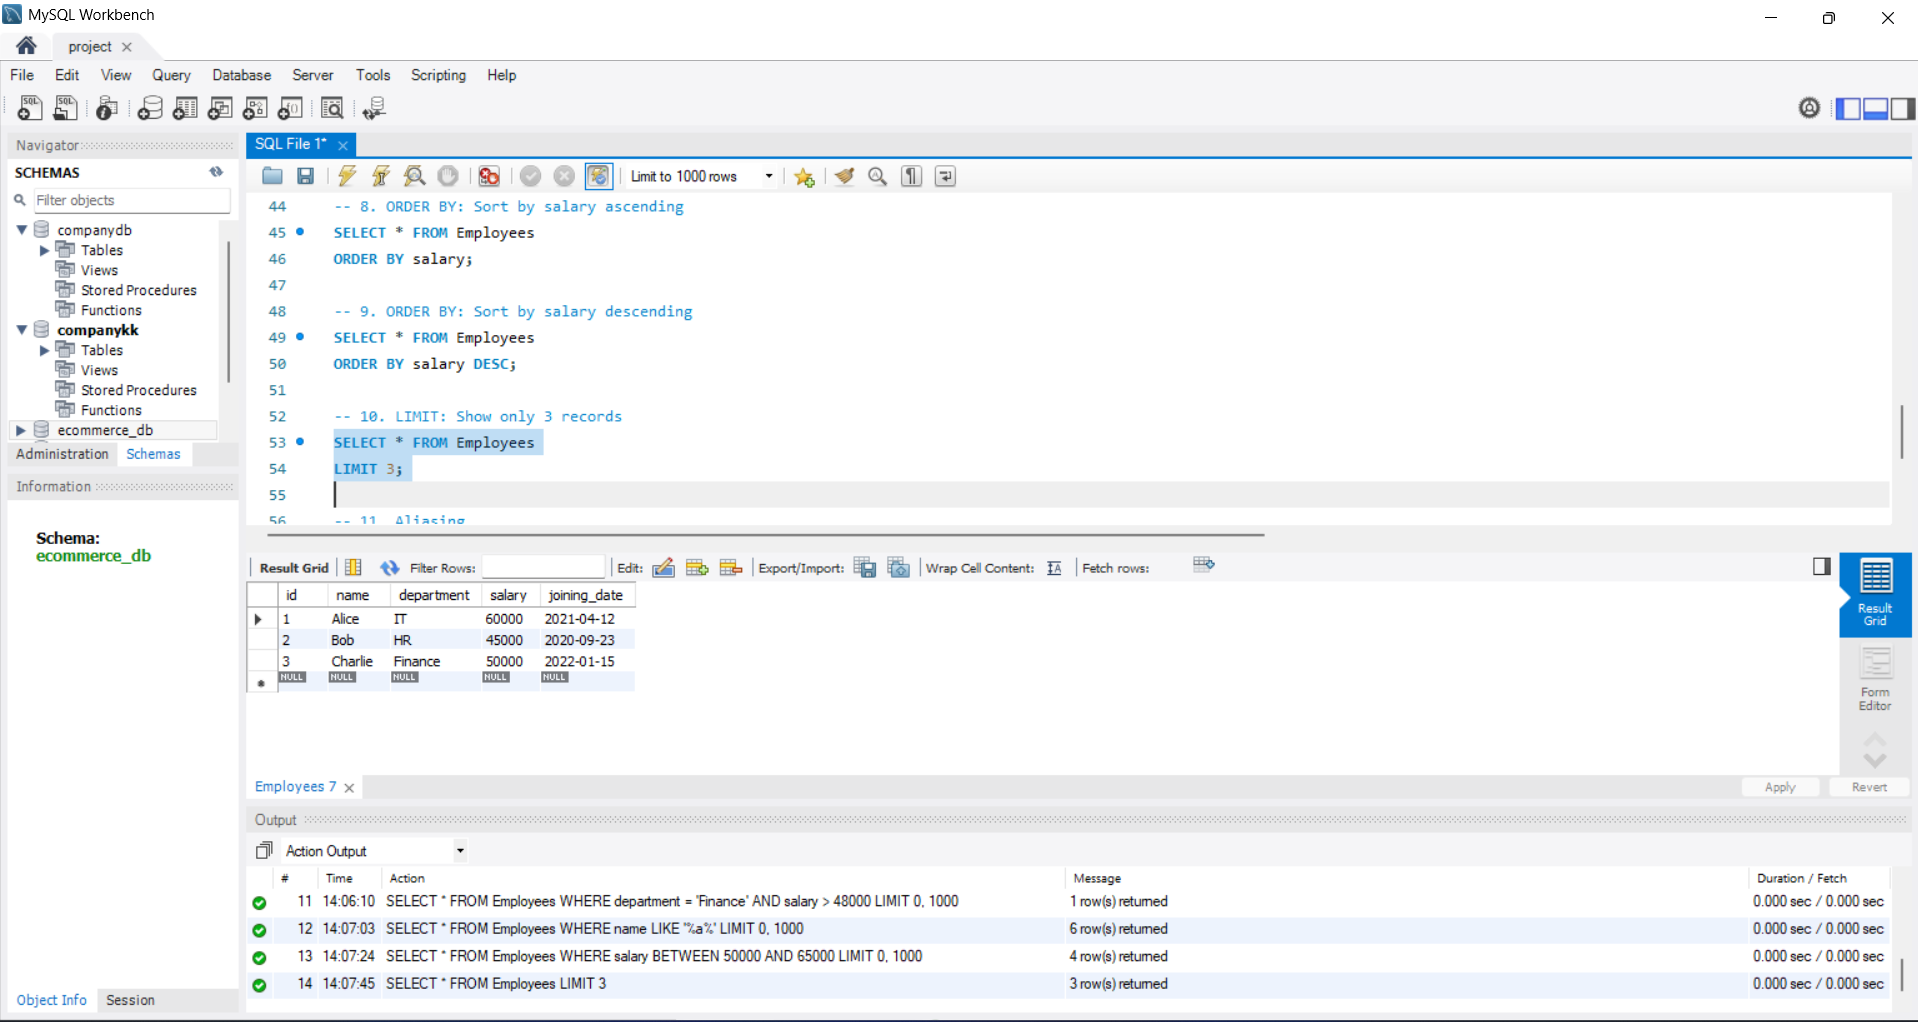 MySQL Workbench
project
File Edit View Query Database Server Tools Scripting Help
Navigator
SCHEMAS
Filter objects
companydb
Tables
Views
Stored Procedures
Functions
companykk
Tables
Views
Stored Procedures
Functions
ecommerce_db
Administration Schemas
Information
Schema:
ecommerce_db
Object Info Session
SQL File 1*
Limit to 1000 rows
44 -- 8. ORDER BY: Sort by salary ascending
45 SELECT * FROM Employees
46 ORDER BY salary;
47
48 -- 9. ORDER BY: Sort by salary descending
49 SELECT * FROM Employees
50 ORDER BY salary DESC;
51
52 -- 10. LIMIT: Show only 3 records
53 SELECT * FROM Employees
54 LIMIT 3;
55
56 -- 11. Aliasing
Result Grid Filter Rows: Edit: Export/Import: Wrap Cell Content: Fetch rows:
id name department salary joining_date
1 Alice IT 60000 2021-04-12
2 Bob HR 45000 2020-09-23
3 Charlie Finance 50000 2022-01-15
NULL NULL NULL NULL NULL
Result
Grid
Form
Editor
Employees 7
Apply Revert
Output
Action Output
# Time Action Message Duration / Fetch
11 14:06:10 SELECT * FROM Employees WHERE department = 'Finance' AND salary > 48000 LIMIT 0, 1000 1 row(s) returned 0.000 sec / 0.000 sec
12 14:07:03 SELECT * FROM Employees WHERE name LIKE '%a%' LIMIT 0, 1000 6 row(s) returned 0.000 sec / 0.000 sec
13 14:07:24 SELECT * FROM Employees WHERE salary BETWEEN 50000 AND 65000 LIMIT 0, 1000 4 row(s) returned 0.000 sec / 0.000 sec
14 14:07:45 SELECT * FROM Employees LIMIT 3 3 row(s) returned 0.000 sec / 0.000 sec